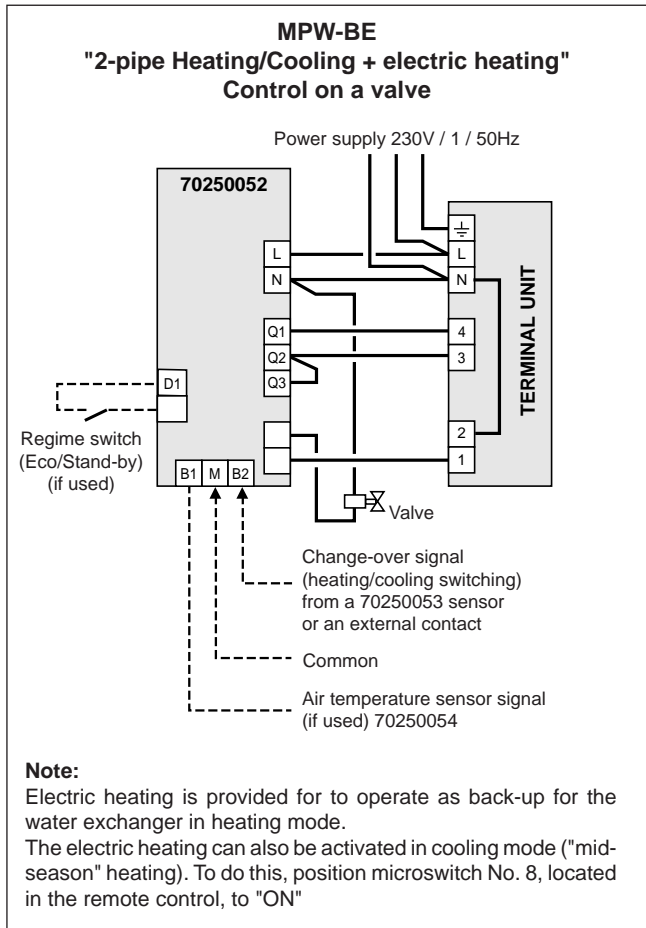 MPW-BE
"2-pipe Heating/Cooling + electric heating"
Control on a valve
Power supply 230V / 1 / 50Hz
70250052
L
N
Q1
Q2
Q3
D1
L
N
4
3
2
1
TERMINAL UNIT
Regime switch
(Eco/Stand-by)
(if used)
B1 M B2
Valve
Change-over signal
(heating/cooling switching)
from a 70250053 sensor
or an external contact
Common
Air temperature sensor signal
(if used) 70250054
Note:
Electric heating is provided for to operate as back-up for the
water exchanger in heating mode.
The electric heating can also be activated in cooling mode ("mid-
season" heating). To do this, position microswitch No. 8, located
in the remote control, to "ON"